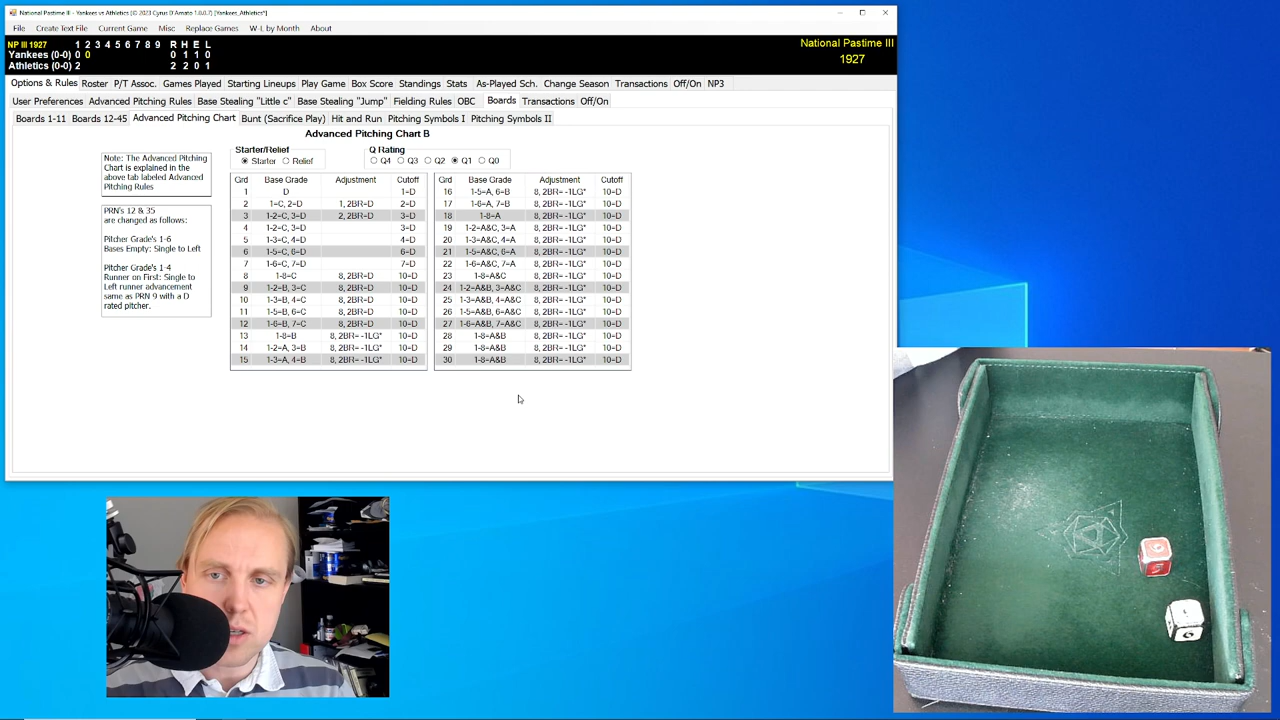 National Pastime III - Yankees vs Athletics (© 2023 Cyrus D'Amato 1.0.0.7) [Yankees_Athletics*]
File Create Text File Current Game Misc Replace Games W-L by Month About
NP III 1927 1 2 3 4 5 6 7 8 9 R H E L
Yankees (0-0) 0 0 0 1 1 0
Athletics (0-0) 2 2 2 0 1
National Pastime III
1927
Options & Rules Roster P/T Assoc. Games Played Starting Lineups Play Game Box Score Standings Stats As-Played Sch. Change Season Transactions Off/On NP3
User Preferences Advanced Pitching Rules Base Stealing "Little c" Base Stealing "Jump" Fielding Rules OBC Boards Transactions Off/On
Boards 1-11 Boards 12-45 Advanced Pitching Chart Bunt (Sacrifice Play) Hit and Run Pitching Symbols I Pitching Symbols II
Advanced Pitching Chart B
Note: The Advanced Pitching
Chart is explained in the
above tab labeled Advanced
Pitching Rules
PRN's 12 & 35
are changed as follows:
Pitcher Grade's 1-6
Bases Empty: Single to Left
Pitcher Grade's 1-4
Runner on First: Single to
Left runner advancement
same as PRN 9 with a D
rated pitcher.
Starter/Relief
Starter Relief
Q Rating
Q4 Q3 Q2 Q1 Q0
Grd Base Grade Adjustment Cutoff
1 D 1=D
2 1=C, 2=D 1, 2BR=D 2=D
3 1-2=C, 3=D 2, 2BR=D 3=D
4 1-2=C, 3=D 4=D
5 1-3=C, 4=D 4=D
6 1-5=C, 6=D 6=D
7 1-6=C, 7=D 7=D
8 1-8=C 8, 2BR=D 10=D
9 1-2=B, 3=C 8, 2BR=D 10=D
10 1-3=B, 4=C 8, 2BR=D 10=D
11 1-5=B, 6=C 8, 2BR=D 10=D
12 1-6=B, 7=C 8, 2BR=D 10=D
13 1-8=B 8, 2BR= -1LG* 10=D
14 1-2=A, 3=B 8, 2BR= -1LG* 10=D
15 1-3=A, 4=B 8, 2BR= -1LG* 10=D
Grd Base Grade Adjustment Cutoff
16 1-5=A, 6=B 8, 2BR= -1LG* 10=D
17 1-6=A, 7=B 8, 2BR= -1LG* 10=D
18 1-8=A 8, 2BR= -1LG* 10=D
19 1-2=A&C, 3=A 8, 2BR= -1LG* 10=D
20 1-3=A&C, 4=A 8, 2BR= -1LG* 10=D
21 1-5=A&C, 6=A 8, 2BR= -1LG* 10=D
22 1-6=A&C, 7=A 8, 2BR= -1LG* 10=D
23 1-8=A&C 8, 2BR= -1LG* 10=D
24 1-2=A&B, 3=A&C 8, 2BR= -1LG* 10=D
25 1-3=A&B, 4=A&C 8, 2BR= -1LG* 10=D
26 1-5=A&B, 6=A&C 8, 2BR= -1LG* 10=D
27 1-6=A&B, 7=A&C 8, 2BR= -1LG* 10=D
28 1-8=A&B 8, 2BR= -1LG* 10=D
29 1-8=A&B 8, 2BR= -1LG* 10=D
30 1-8=A&B 8, 2BR= -1LG* 10=D